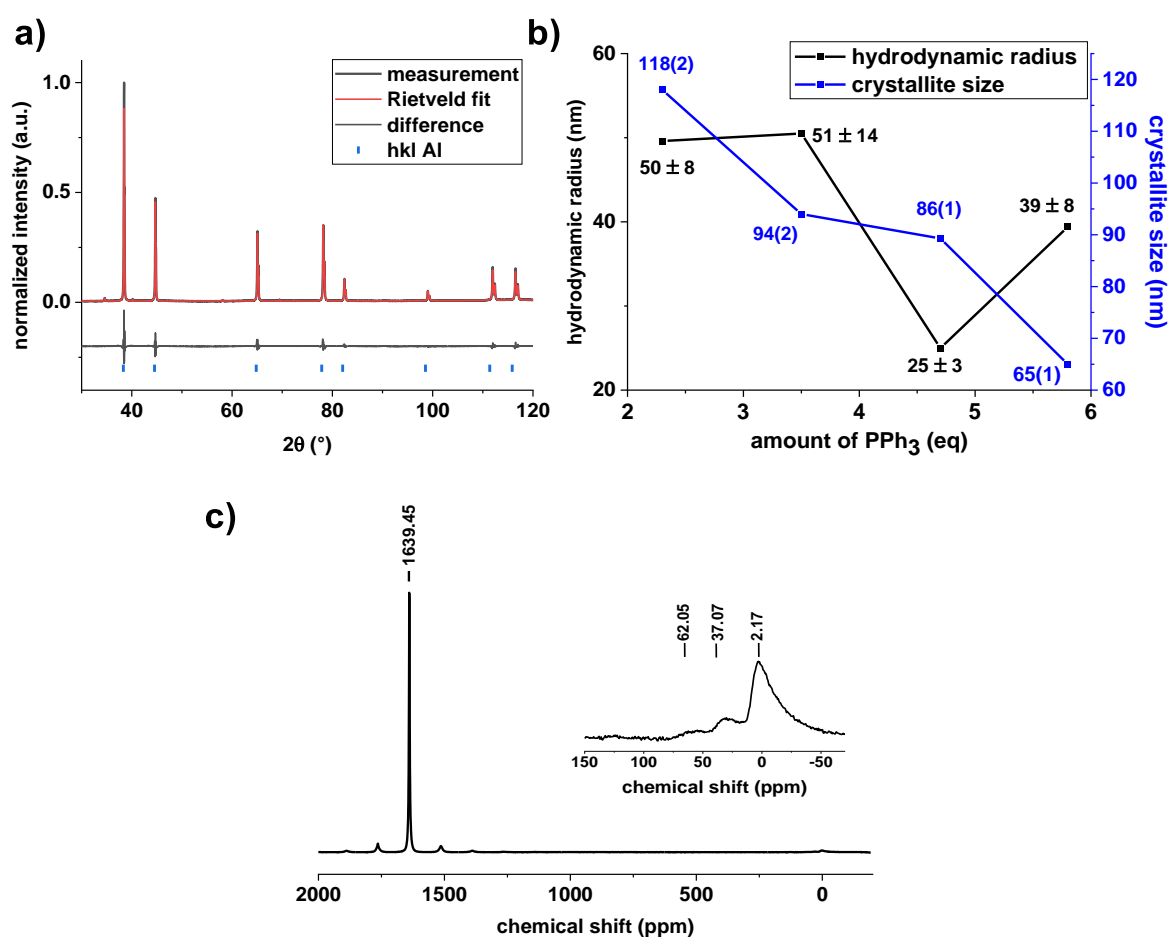 a)
measurement
Rietveld fit
difference
hkl Al
normalized intensity (a.u.)
1.0
0.5
0.0
40 60 80 100 120
2θ (°)
b)
hydrodynamic radius
crystallite size
hydrodynamic radius (nm)
60
40
20
118(2)
50 ± 8
51 ± 14
94(2)
86(1)
39 ± 8
25 ± 3
65(1)
120
110
100
90
80
70
60
crystallite size (nm)
2 3 4 5 6
amount of PPh3 (eq)
c)
1639.45
62.05
37.07
2.17
150 100 50 0 -50
chemical shift (ppm)
2000 1500 1000 500 0
chemical shift (ppm)